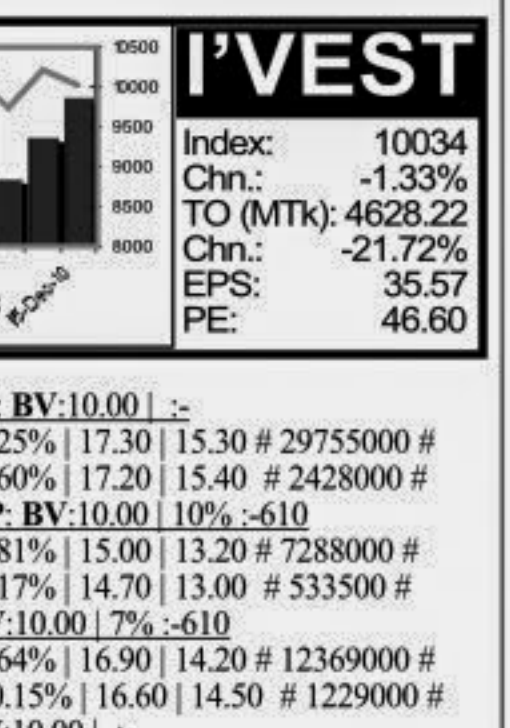 10500
10000
9500
9000
8500
8000
I'VEST
Index: 10034
Chn.: -1.33%
TO (MTk): 4628.22
Chn.: -21.72%
EPS: 35.57
PE: 46.60
: BV:10.00 | :-
25% | 17.30 | 15.30 # 29755000 #
60% | 17.20 | 15.40 # 2428000 #
P: BV:10.00 | 10% :-610
81% | 15.00 | 13.20 # 7288000 #
17% | 14.70 | 13.00 # 533500 #
V:10.00 | 7% :-610
64% | 16.90 | 14.20 # 12369000 #
0.15% | 16.60 | 14.50 # 1229000 #